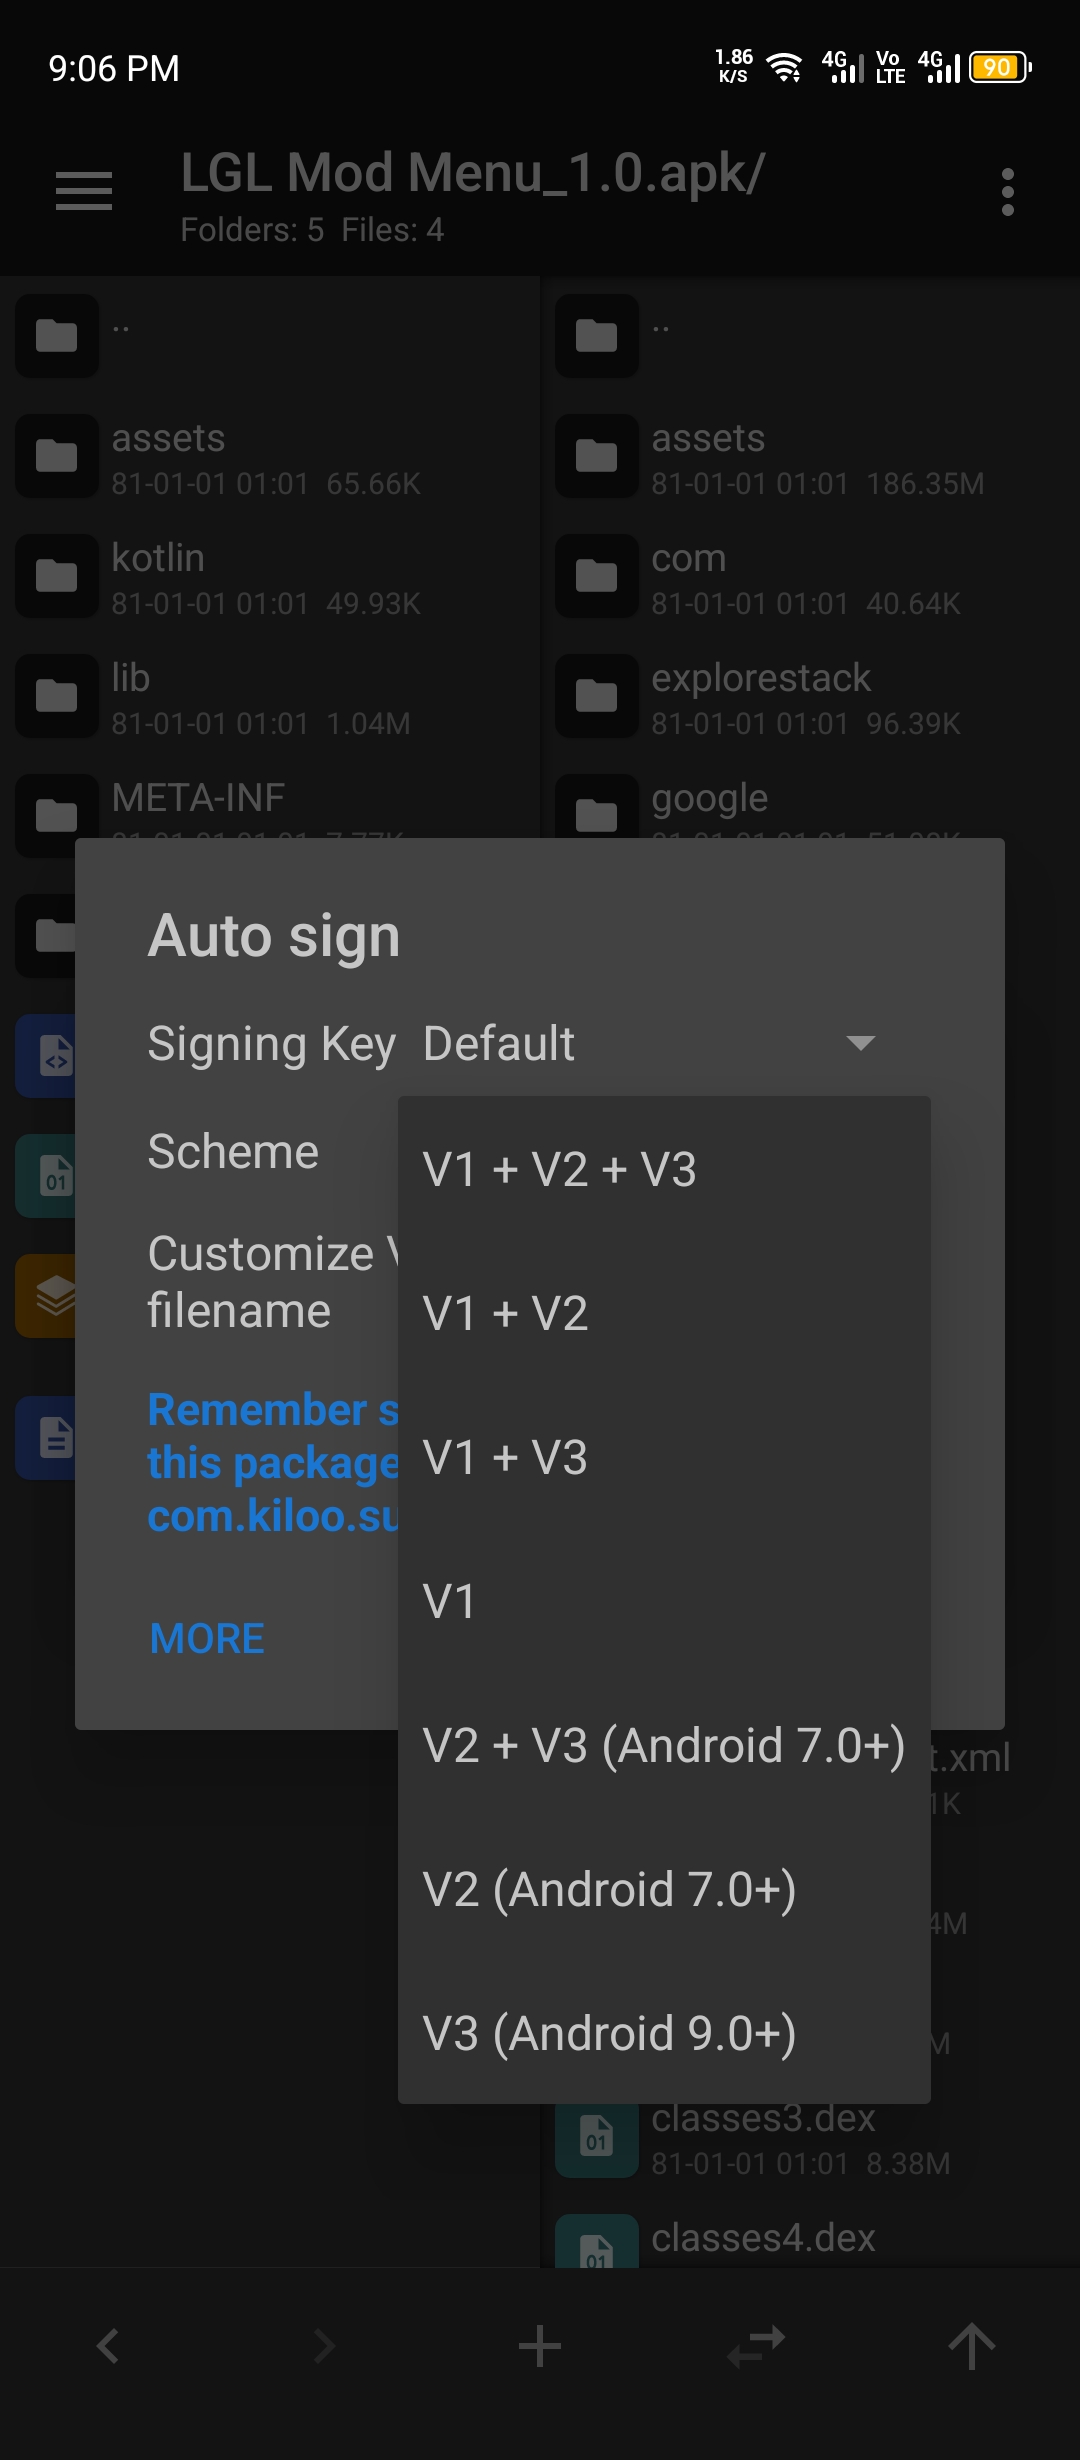 9:06 PM
1.86 K/S 4G Vo LTE 4G 90
LGL Mod Menu_1.0.apk/
Folders: 5 Files: 4
..
assets
81-01-01 01:01 65.66K
kotlin
81-01-01 01:01 49.93K
lib
81-01-01 01:01 1.04M
META-INF
..
assets
81-01-01 01:01 186.35M
com
81-01-01 01:01 40.64K
explorestack
81-01-01 01:01 96.39K
google
Auto sign
Signing Key Default
Scheme
Customize
filename
Remember s
this package
com.kiloo.su
MORE
V1 + V2 + V3
V1 + V2
V1 + V3
V1
V2 + V3 (Android 7.0+)
V2 (Android 7.0+)
V3 (Android 9.0+)
t.xml
1K
4M
M
classes3.dex
81-01-01 01:01 8.38M
classes4.dex
01
01
01